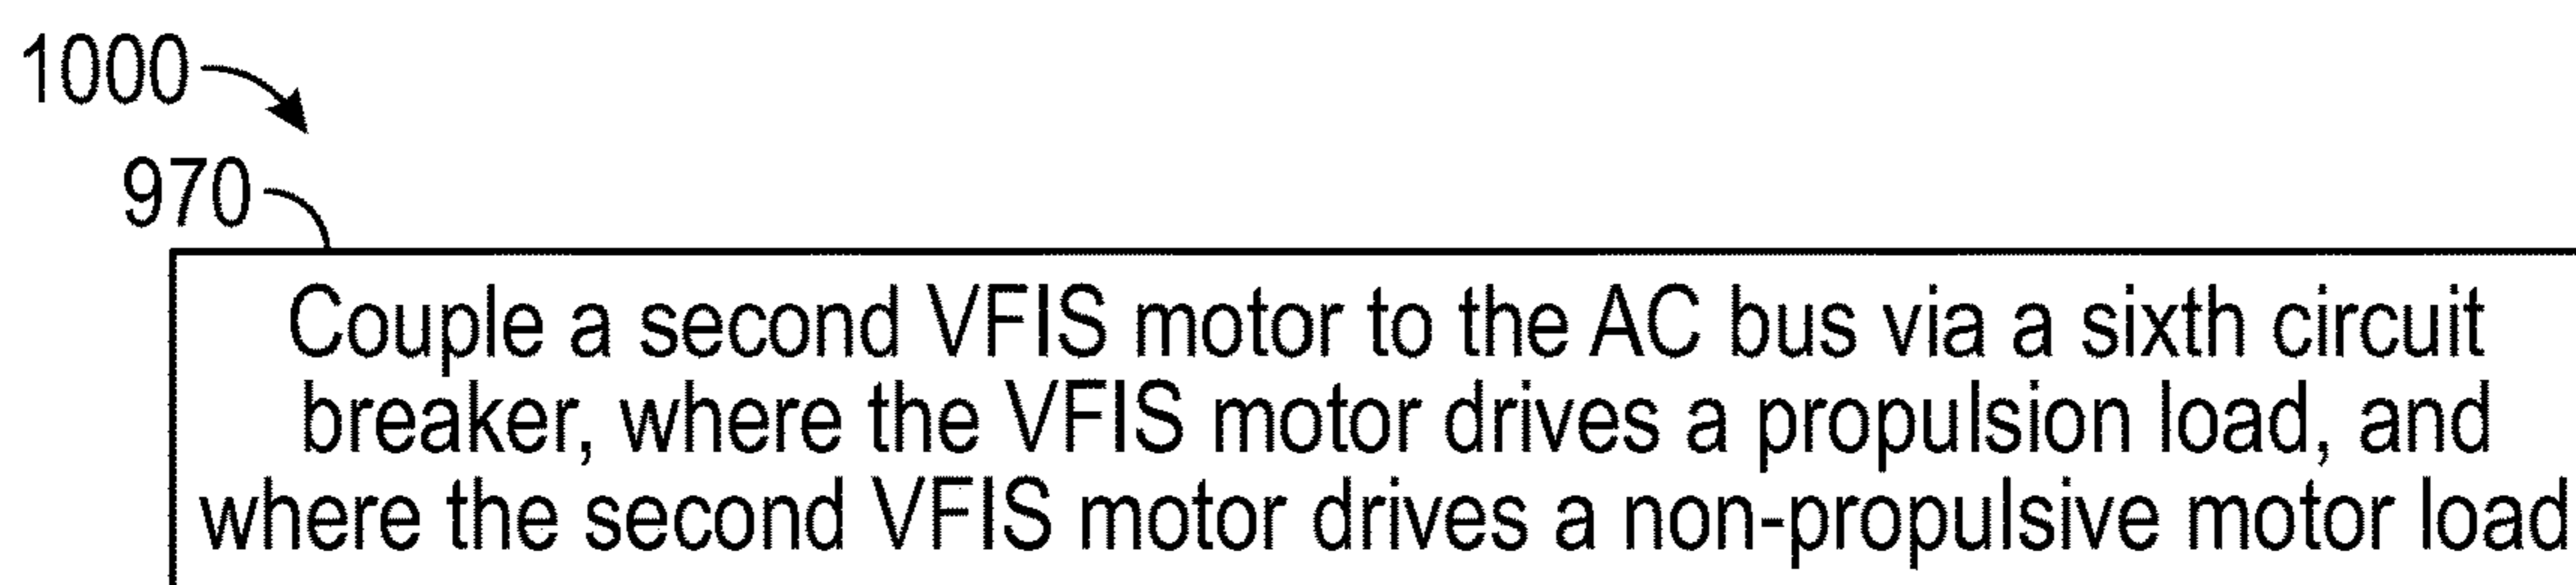 1000
970
Couple a second VFIS motor to the AC bus via a sixth circuit
breaker, where the VFIS motor drives a propulsion load, and
where the second VFIS motor drives a non-propulsive motor load